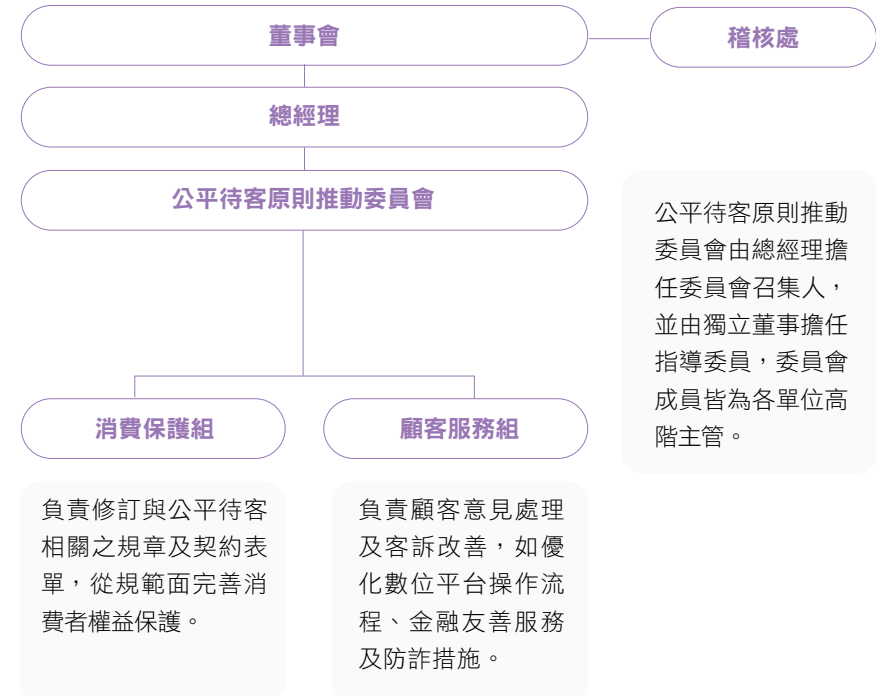 董事會
稽核處
總經理
公平待客原則推動委員會
公平待客原則推動
委員會由總經理擔
任委員會召集人，
並由獨立董事擔任
指導委員，委員會
成員皆為各單位高
階主管。
消費保護組
顧客服務組
負責修訂與公平待客
相關之規章及契約表
單，從規範面完善消
費者權益保護。
負責顧客意見處理
及客訴改善，如優
化數位平台操作流
程、金融友善服務
及防詐措施。